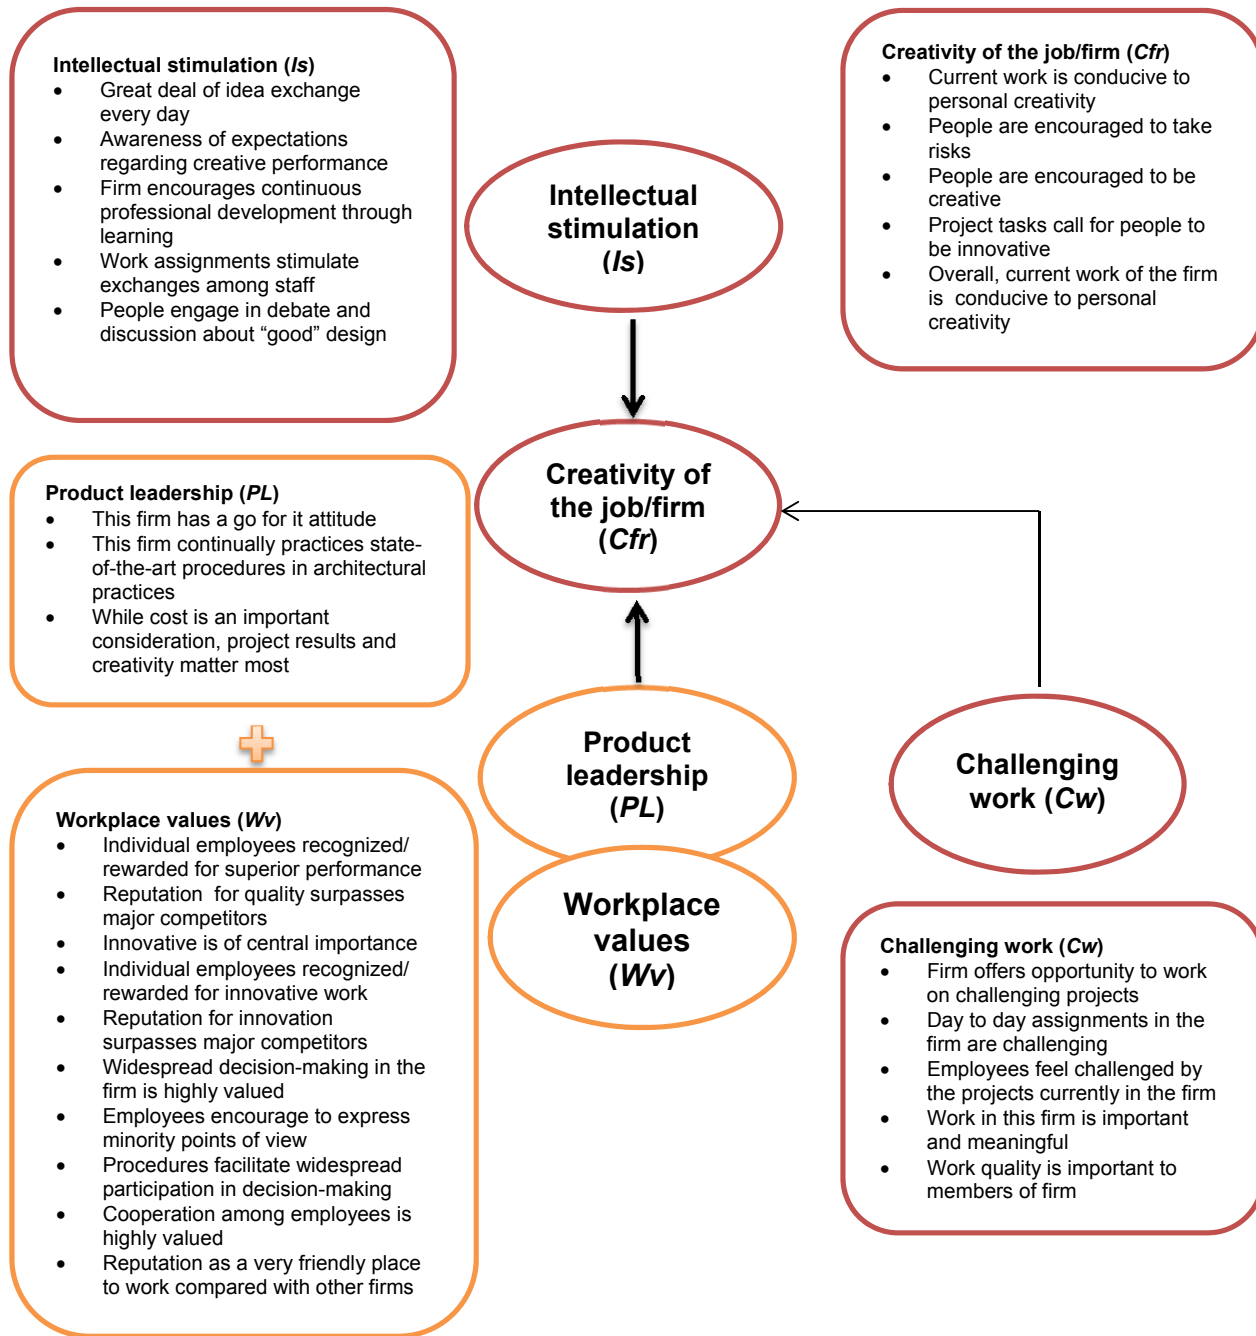 Intellectual stimulation (Is)
• Great deal of idea exchange
every day
• Awareness of expectations
regarding creative performance
• Firm encourages continuous
professional development through
learning
• Work assignments stimulate
exchanges among staff
• People engage in debate and
discussion about “good” design
Creativity of the job/firm (Cfr)
• Current work is conducive to
personal creativity
• People are encouraged to take
risks
• People are encouraged to be
creative
• Project tasks call for people to
be innovative
• Overall, current work of the firm
is conducive to personal
creativity
Intellectual
stimulation
(Is)
Creativity of
the job/firm
(Cfr)
Product leadership (PL)
• This firm has a go for it attitude
• This firm continually practices state-
of-the-art procedures in architectural
practices
• While cost is an important
consideration, project results and
creativity matter most
Product
leadership
(PL)
Challenging
work (Cw)
Workplace values (Wv)
• Individual employees recognized/
rewarded for superior performance
• Reputation for quality surpasses
major competitors
• Innovative is of central importance
• Individual employees recognized/
rewarded for innovative work
• Reputation for innovation
surpasses major competitors
• Widespread decision-making in the
firm is highly valued
• Employees encourage to express
minority points of view
• Procedures facilitate widespread
participation in decision-making
• Cooperation among employees is
highly valued
• Reputation as a very friendly place
to work compared with other firms
Workplace
values
(Wv)
Challenging work (Cw)
• Firm offers opportunity to work
on challenging projects
• Day to day assignments in the
firm are challenging
• Employees feel challenged by
the projects currently in the firm
• Work in this firm is important
and meaningful
• Work quality is important to
members of firm